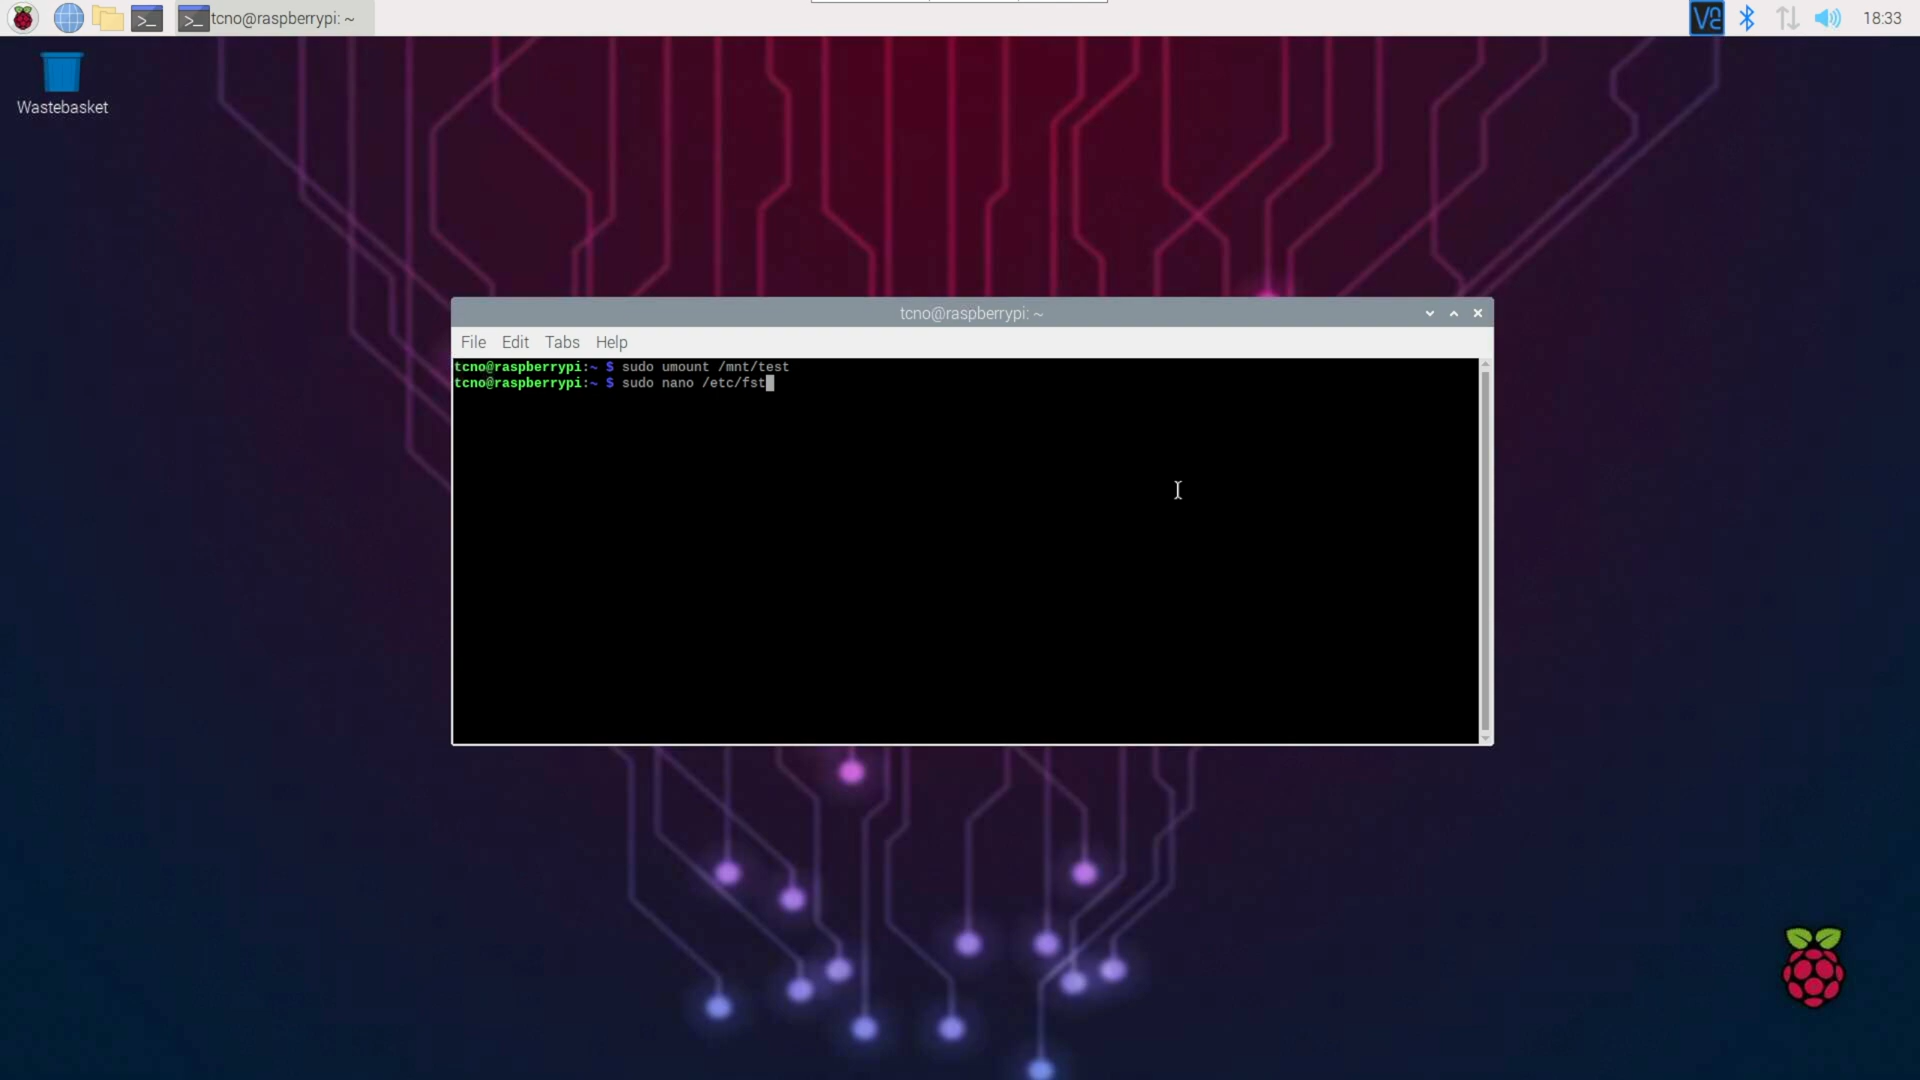 tcno@raspberrypi: ~
18:33
Wastebasket
tcno@raspberrypi: ~
File Edit Tabs Help
tcno@raspberrypi:~ $ sudo umount /mnt/test
tcno@raspberrypi:~ $ sudo nano /etc/fst